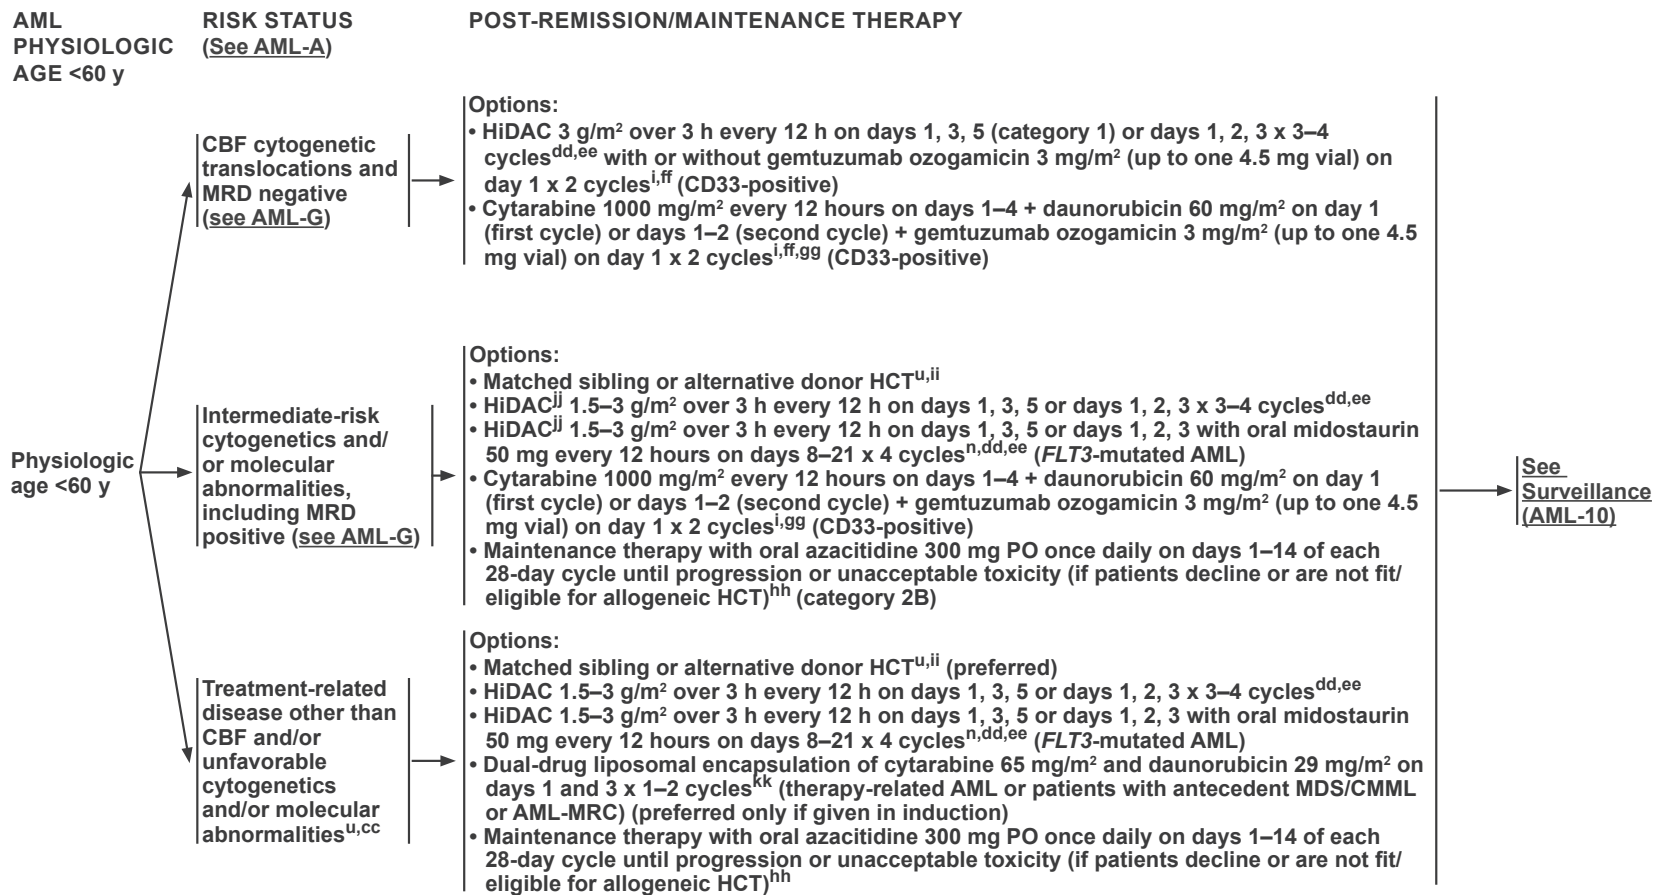 AML
PHYSIOLOGIC
AGE <60 y
RISK STATUS
(See AML-A)
POST-REMISSION/MAINTENANCE THERAPY
Physiologic
age <60 y
CBF cytogenetic
translocations and
MRD negative
(see AML-G)
Options:
• HiDAC 3 g/m² over 3 h every 12 h on days 1, 3, 5 (category 1) or days 1, 2, 3 x 3–4
cycles^dd,ee with or without gemtuzumab ozogamicin 3 mg/m² (up to one 4.5 mg vial) on
day 1 x 2 cycles^i,ff (CD33-positive)
• Cytarabine 1000 mg/m² every 12 hours on days 1–4 + daunorubicin 60 mg/m² on day 1
(first cycle) or days 1–2 (second cycle) + gemtuzumab ozogamicin 3 mg/m² (up to one 4.5
mg vial) on day 1 x 2 cycles^i,ff,gg (CD33-positive)
Intermediate-risk
cytogenetics and/
or molecular
abnormalities,
including MRD
positive (see AML-G)
Options:
• Matched sibling or alternative donor HCT^u,ii
• HiDAC^jj 1.5–3 g/m² over 3 h every 12 h on days 1, 3, 5 or days 1, 2, 3 x 3–4 cycles^dd,ee
• HiDAC^jj 1.5–3 g/m² over 3 h every 12 h on days 1, 3, 5 or days 1, 2, 3 with oral midostaurin
50 mg every 12 hours on days 8–21 x 4 cycles^n,dd,ee (FLT3-mutated AML)
• Cytarabine 1000 mg/m² every 12 hours on days 1–4 + daunorubicin 60 mg/m² on day 1
(first cycle) or days 1–2 (second cycle) + gemtuzumab ozogamicin 3 mg/m² (up to one 4.5
mg vial) on day 1 x 2 cycles^i,gg (CD33-positive)
• Maintenance therapy with oral azacitidine 300 mg PO once daily on days 1–14 of each
28-day cycle until progression or unacceptable toxicity (if patients decline or are not fit/
eligible for allogeneic HCT)^hh (category 2B)
Treatment-related
disease other than
CBF and/or
unfavorable
cytogenetics
and/or molecular
abnormalities^u,cc
Options:
• Matched sibling or alternative donor HCT^u,ii (preferred)
• HiDAC 1.5–3 g/m² over 3 h every 12 h on days 1, 3, 5 or days 1, 2, 3 x 3–4 cycles^dd,ee
• HiDAC 1.5–3 g/m² over 3 h every 12 h on days 1, 3, 5 or days 1, 2, 3 with oral midostaurin
50 mg every 12 hours on days 8–21 x 4 cycles^n,dd,ee (FLT3-mutated AML)
• Dual-drug liposomal encapsulation of cytarabine 65 mg/m² and daunorubicin 29 mg/m² on
days 1 and 3 x 1–2 cycles^kk (therapy-related AML or patients with antecedent MDS/CMML
or AML-MRC) (preferred only if given in induction)
• Maintenance therapy with oral azacitidine 300 mg PO once daily on days 1–14 of each
28-day cycle until progression or unacceptable toxicity (if patients decline or are not fit/
eligible for allogeneic HCT)^hh
See
Surveillance
(AML-10)